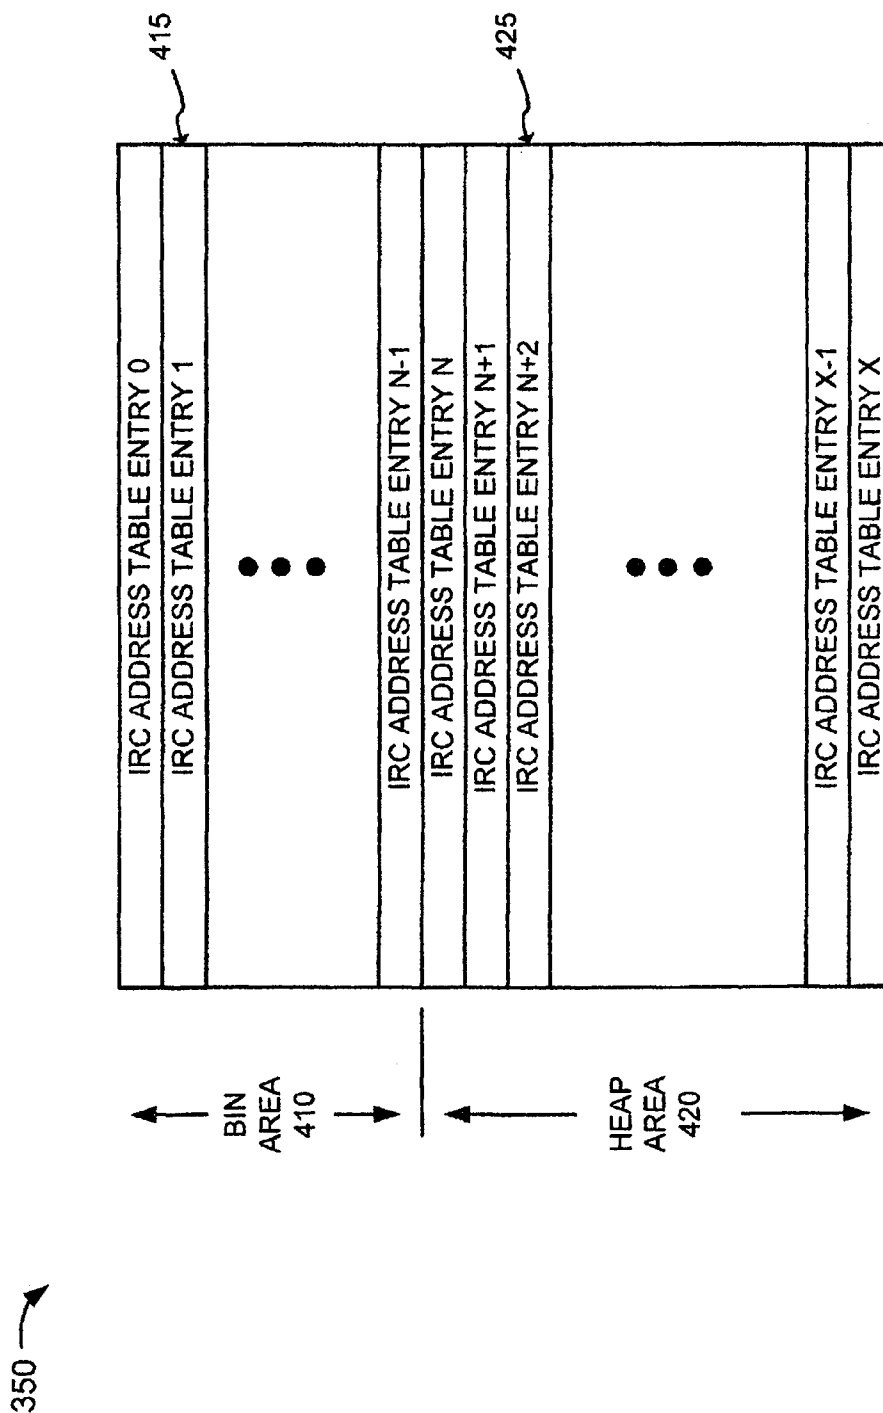 350
BIN
AREA
410
HEAP
AREA
420
IRC ADDRESS TABLE ENTRY 0
IRC ADDRESS TABLE ENTRY 1
IRC ADDRESS TABLE ENTRY N-1
IRC ADDRESS TABLE ENTRY N
IRC ADDRESS TABLE ENTRY N+1
IRC ADDRESS TABLE ENTRY N+2
IRC ADDRESS TABLE ENTRY X-1
IRC ADDRESS TABLE ENTRY X
415
425